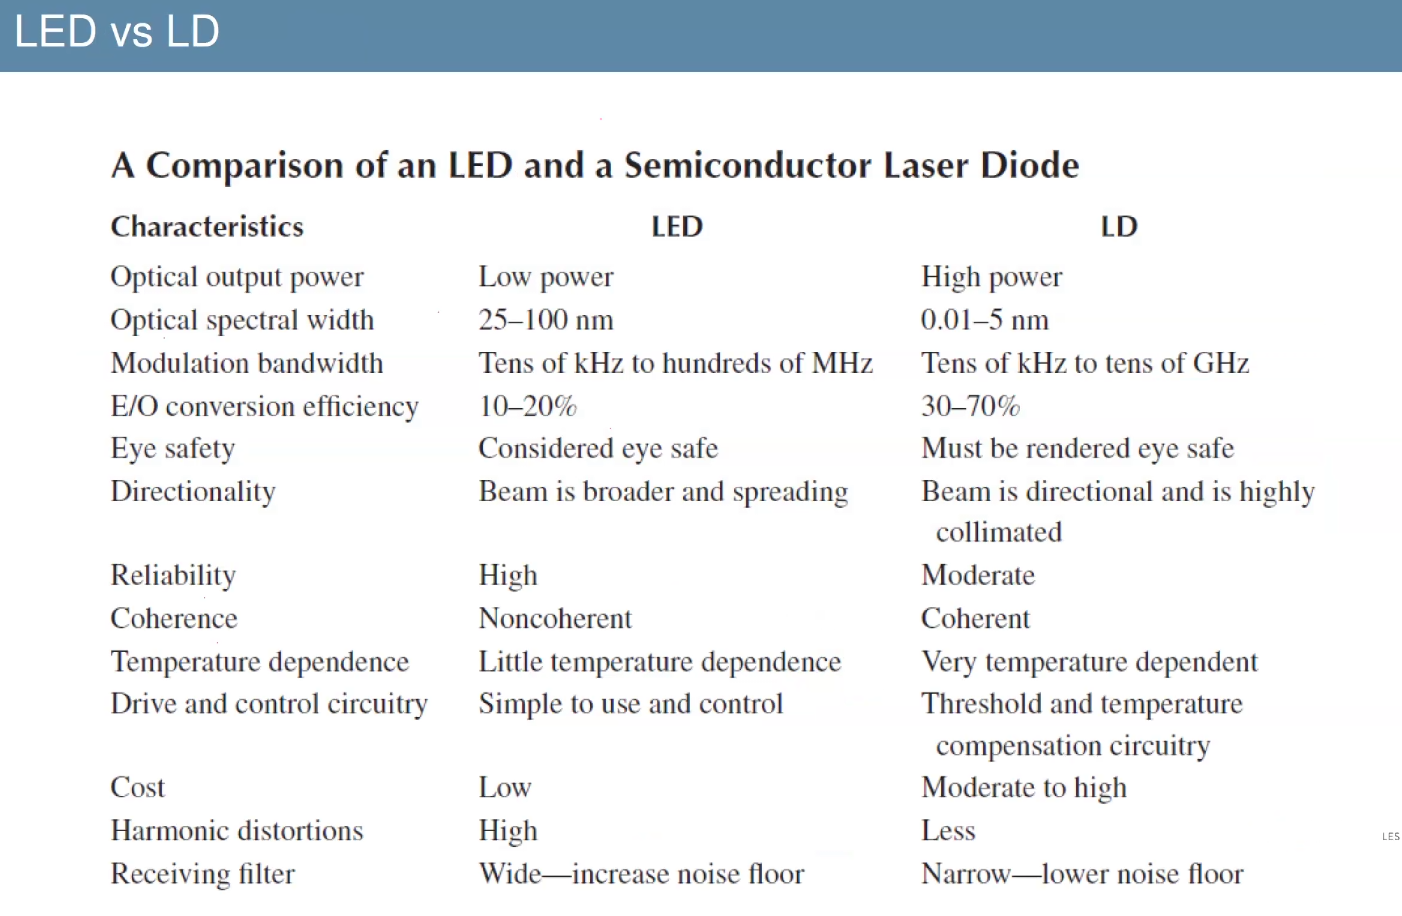 LED vs LD
A Comparison of an LED and a Semiconductor Laser Diode
Characteristics LED LD
Optical output power Low power High power
Optical spectral width 25–100 nm 0.01–5 nm
Modulation bandwidth Tens of kHz to hundreds of MHz Tens of kHz to tens of GHz
E/O conversion efficiency 10–20% 30–70%
Eye safety Considered eye safe Must be rendered eye safe
Directionality Beam is broader and spreading Beam is directional and is highly
collimated
Reliability High Moderate
Coherence Noncoherent Coherent
Temperature dependence Little temperature dependence Very temperature dependent
Drive and control circuitry Simple to use and control Threshold and temperature
compensation circuitry
Cost Low Moderate to high
Harmonic distortions High Less
LES
Receiving filter Wide—increase noise floor Narrow—lower noise floor